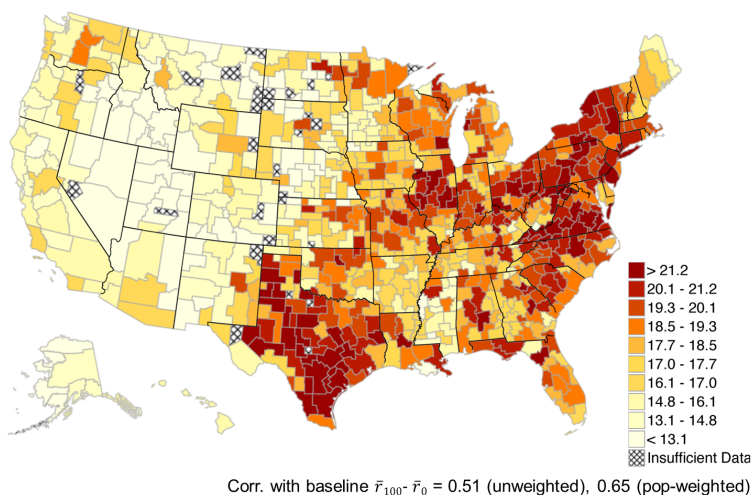 > 21.2
20.1 - 21.2
19.3 - 20.1
18.5 - 19.3
17.7 - 18.5
17.0 - 17.7
16.1 - 17.0
14.8 - 16.1
13.1 - 14.8
< 13.1
Insufficient Data
Corr. with baseline r̄₁₀₀- r̄₀ = 0.51 (unweighted), 0.65 (pop-weighted)